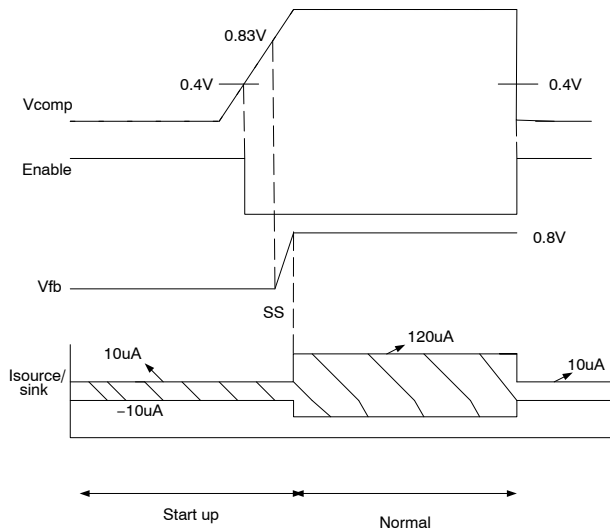 0.83V
0.4V
0.4V
Vcomp
Enable
0.8V
Vfb
SS
120uA
10uA
10uA
Isource/
sink
−10uA
Start up
Normal